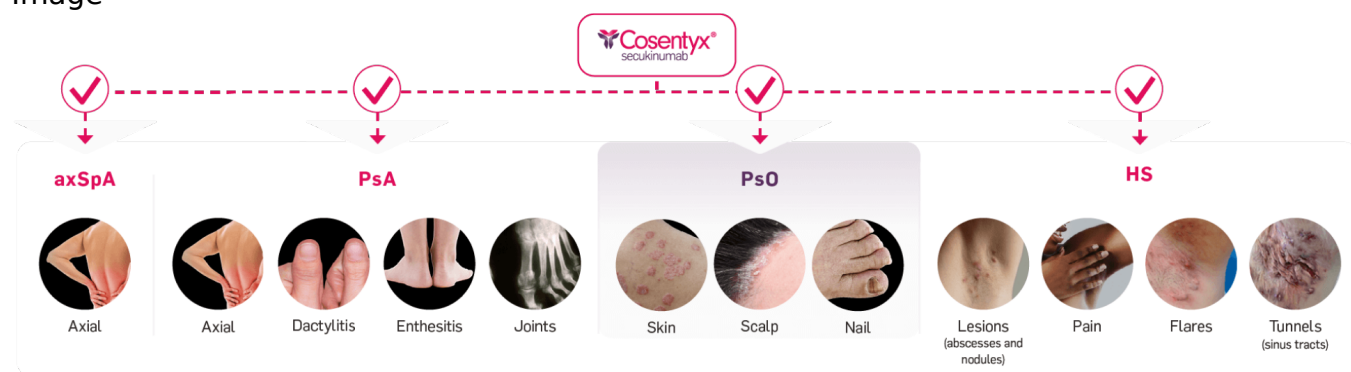 Image
Cosentyx®
secukinumab
axSpA
PsA
PsO
HS
Axial
Axial
Dactylitis
Enthesitis
Joints
Skin
Scalp
Nail
Lesions
(abscesses and
nodules)
Pain
Flares
Tunnels
(sinus tracts)